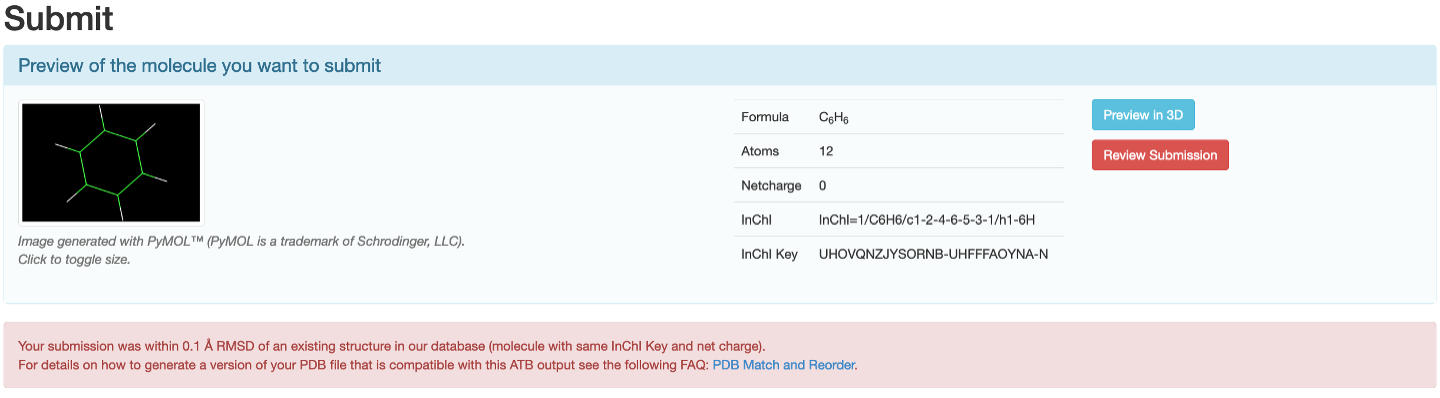 Submit
Preview of the molecule you want to submit
Formula C₆H₆
Preview in 3D
Atoms 12
Review Submission
Netcharge 0
InChI InChI=1/C6H6/c1-2-4-6-5-3-1/h1-6H
InChI Key UHOVQNZJYSORNB-UHFFFAOYNA-N
Image generated with PyMOL™ (PyMOL is a trademark of Schrodinger, LLC).
Click to toggle size.
Your submission was within 0.1 Å RMSD of an existing structure in our database (molecule with same InChI Key and net charge).
For details on how to generate a version of your PDB file that is compatible with this ATB output see the following FAQ: PDB Match and Reorder.